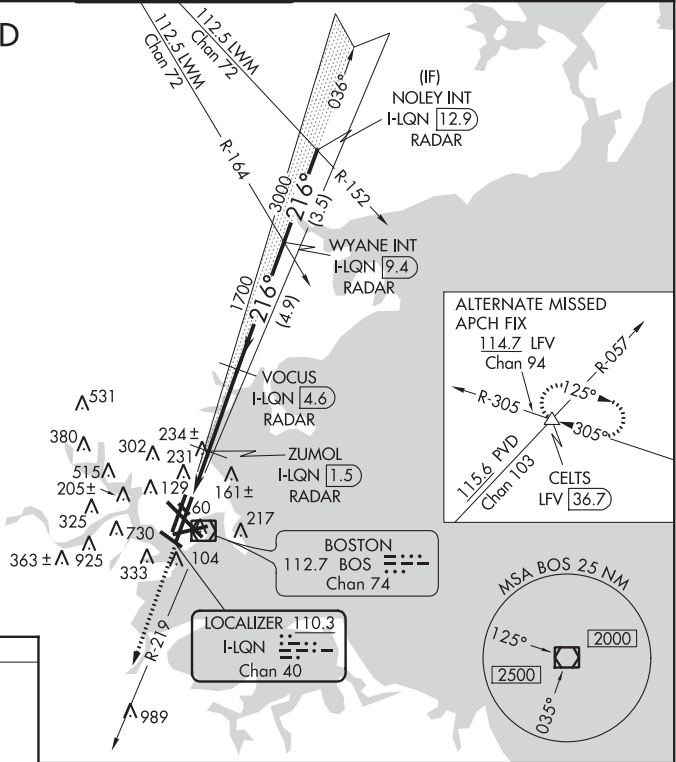 D
112.5 LWM
Chan 72
112.5 LWM
Chan 72
036°
(IF)
NOLEY INT
I-LQN 12.9
RADAR
R-164
R-152
3000
216°
(3.5)
WYANE INT
I-LQN 9.4
RADAR
1700
216°
(4.9)
VOCUS
I-LQN 4.6
RADAR
ZUMOL
I-LQN 1.5
RADAR
531
380
302
234±
515
231
205±
129
161±
325
60
217
730
363±
925
333
104
BOSTON
112.7 BOS
Chan 74
LOCALIZER 110.3
I-LQN
Chan 40
R-219
989
ALTERNATE MISSED
APCH FIX
114.7 LFV
Chan 94
R-057
R-305
125°
305°
115.6 PVD
Chan 103
CELTS
LFV 36.7
MSA BOS 25 NM
125°
2000
2500
035°